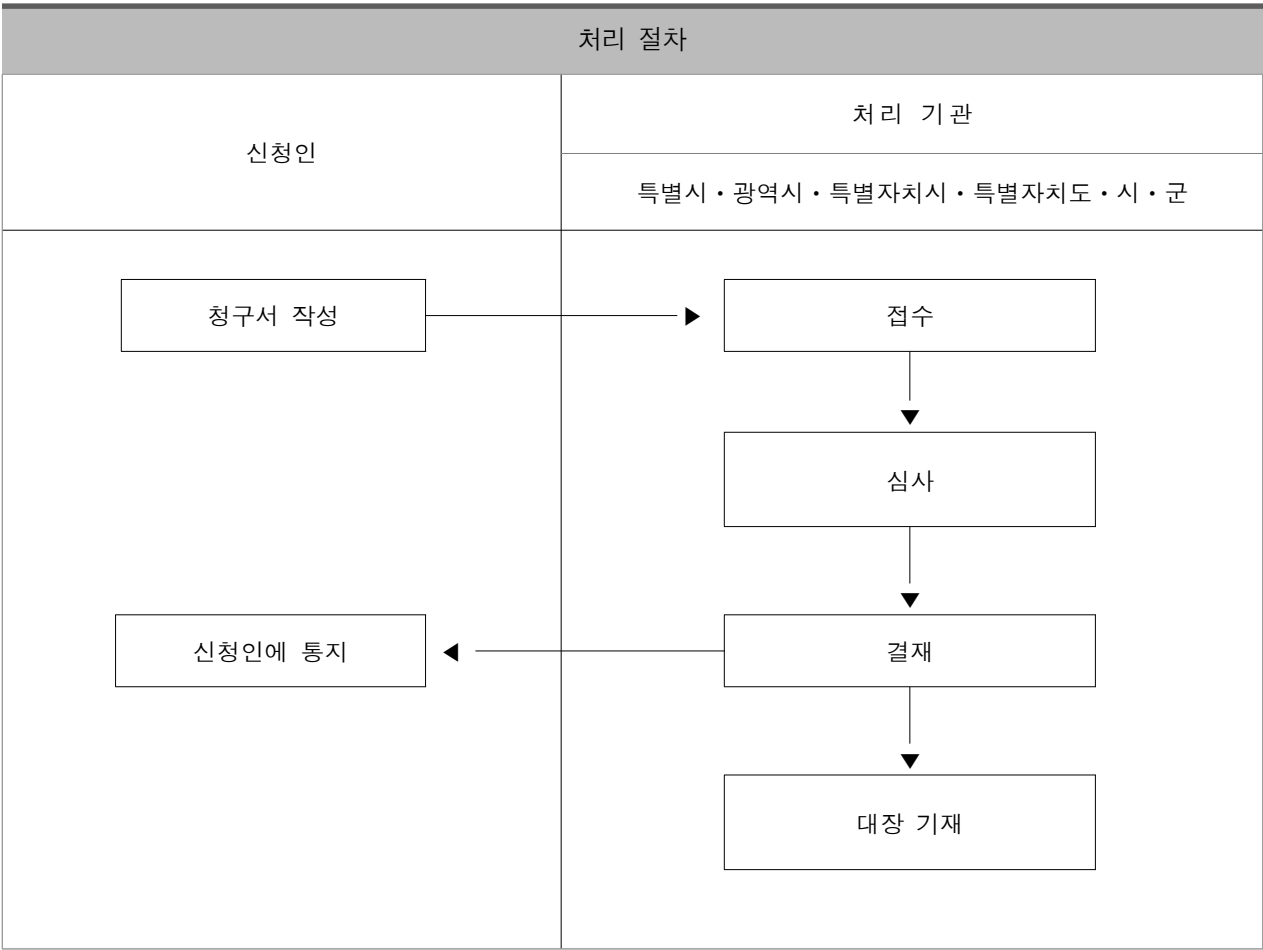 처리 절차
신청인
처리 기관
특별시・광역시・특별자치시・특별자치도・시・군
청구서 작성
접수
심사
신청인에 통지
결재
대장 기재